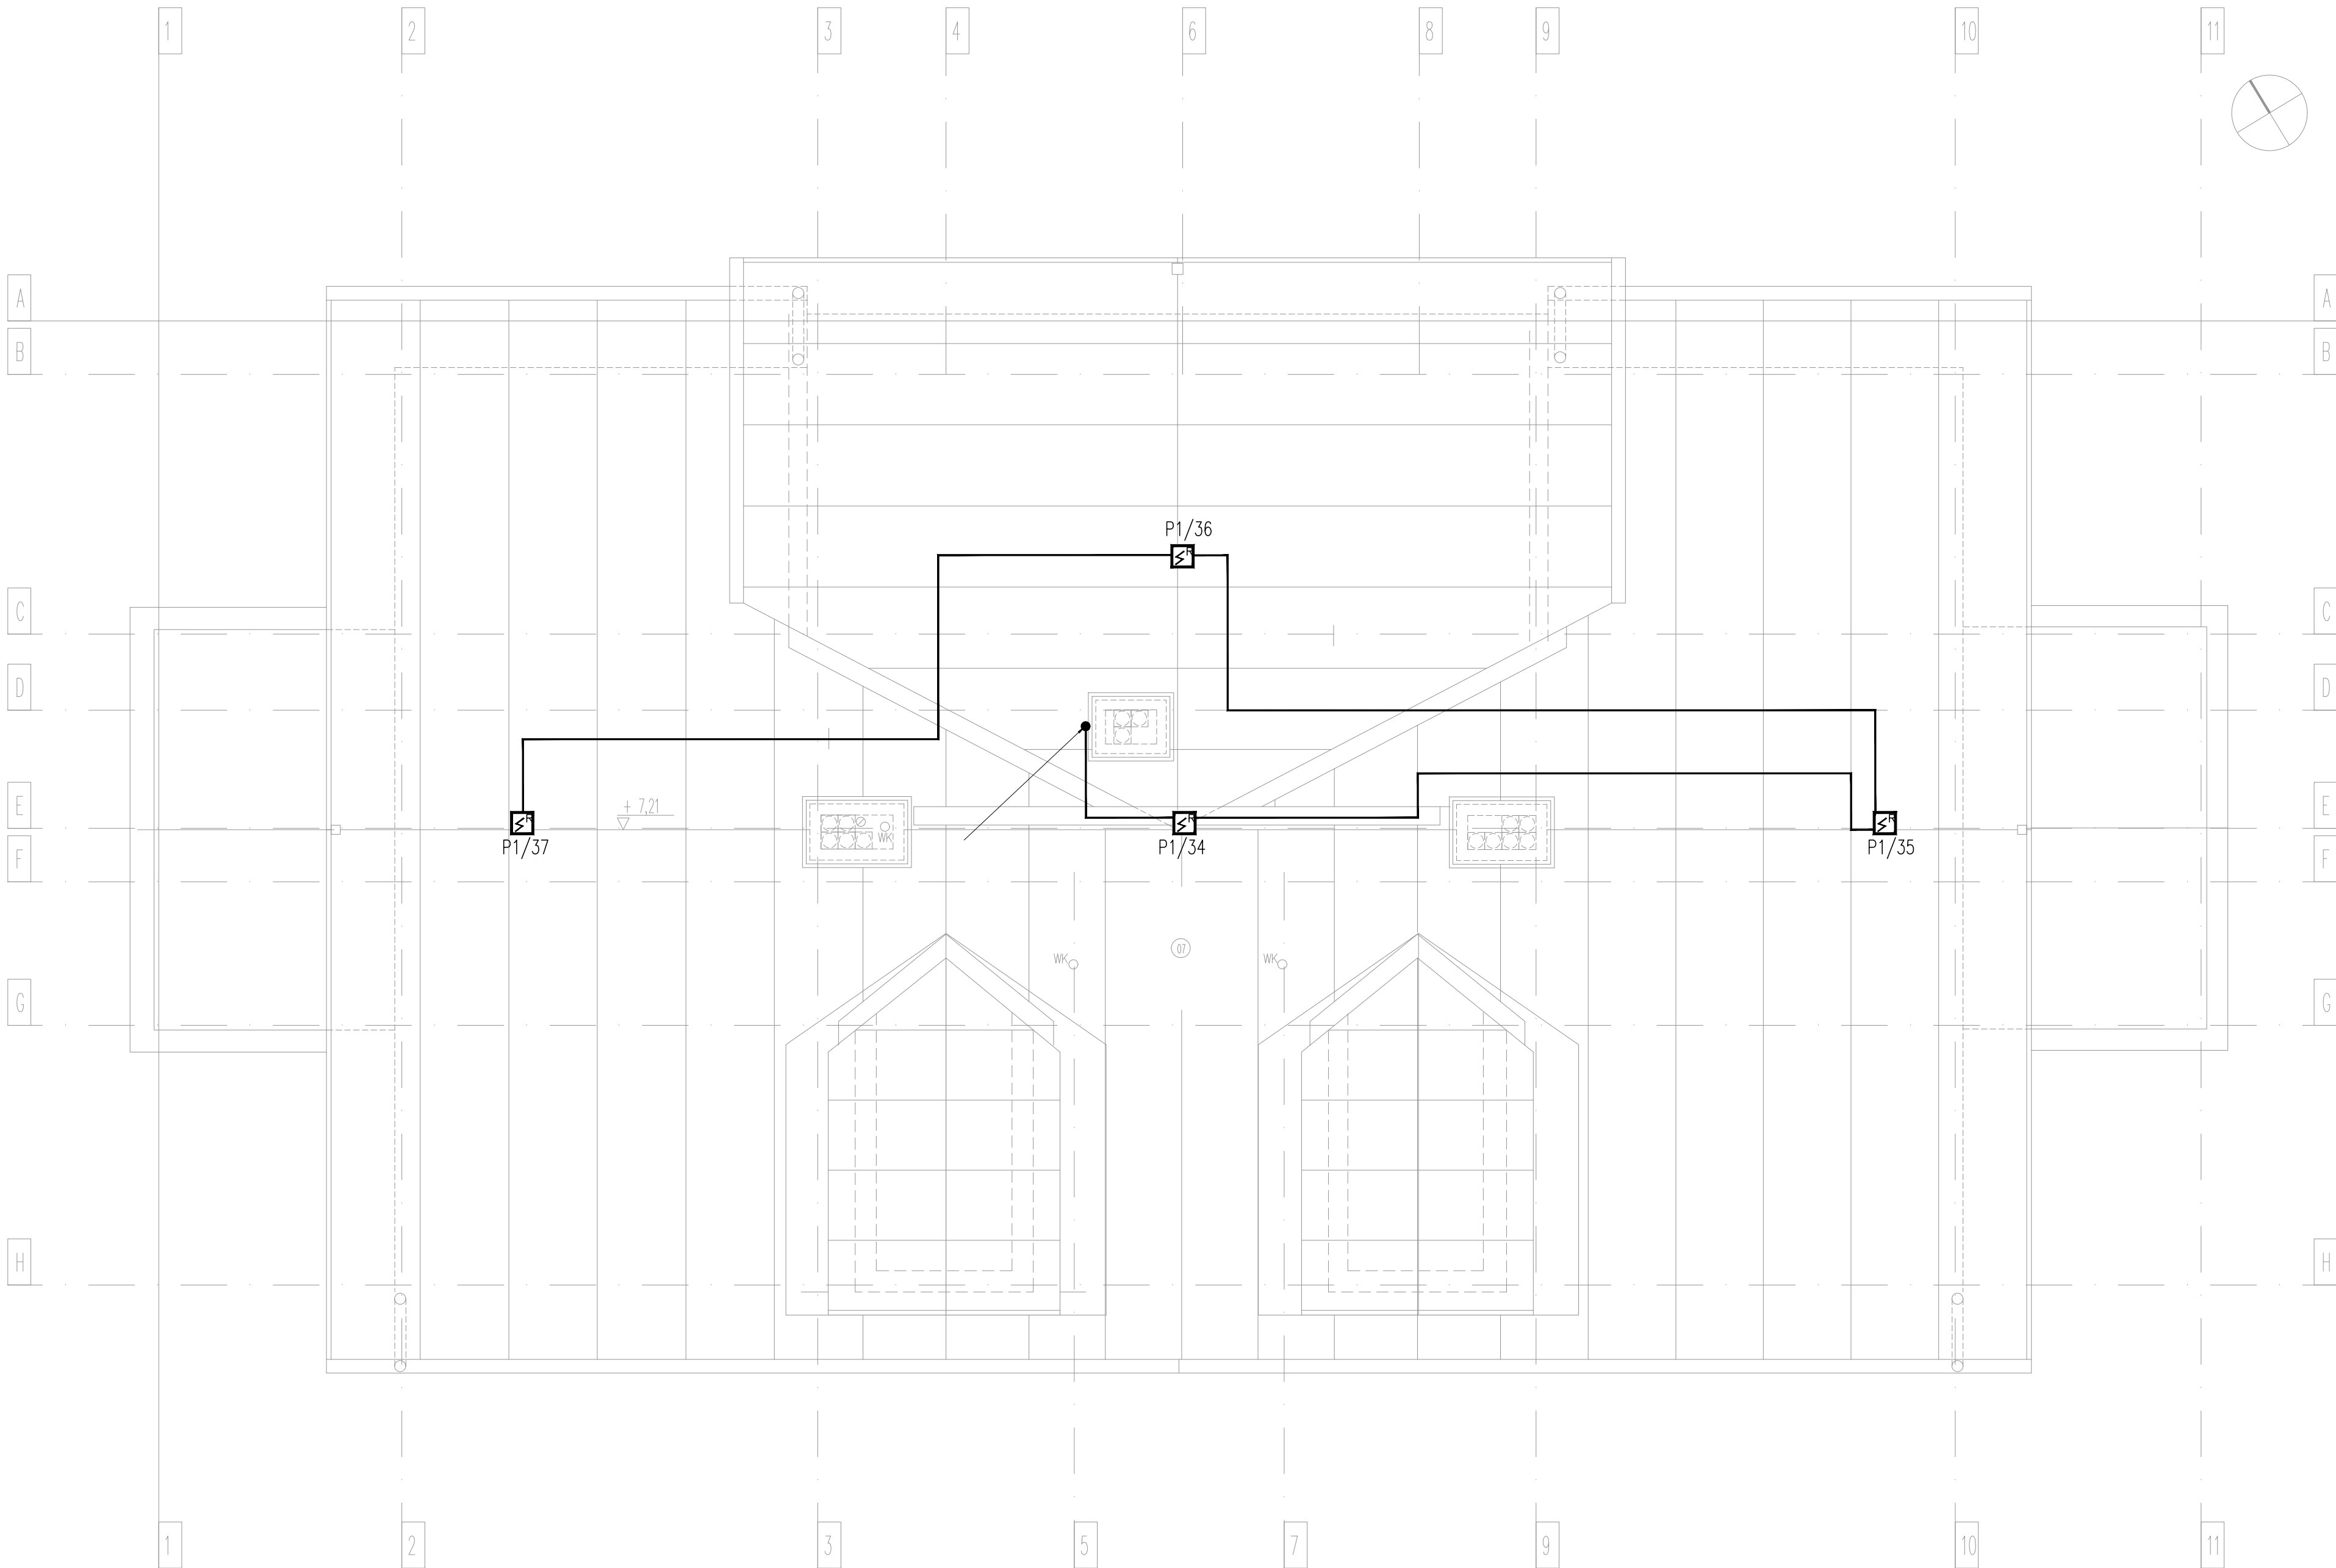 1 2 3 4 6 8 9 10 11
A A
B B
P1/36
R
C C
D D
E + 7,21 E
R R R
WK
P1/37 P1/34 P1/35
F F
07
WK WK
G G
H H
1 2 3 5 7 9 10 11